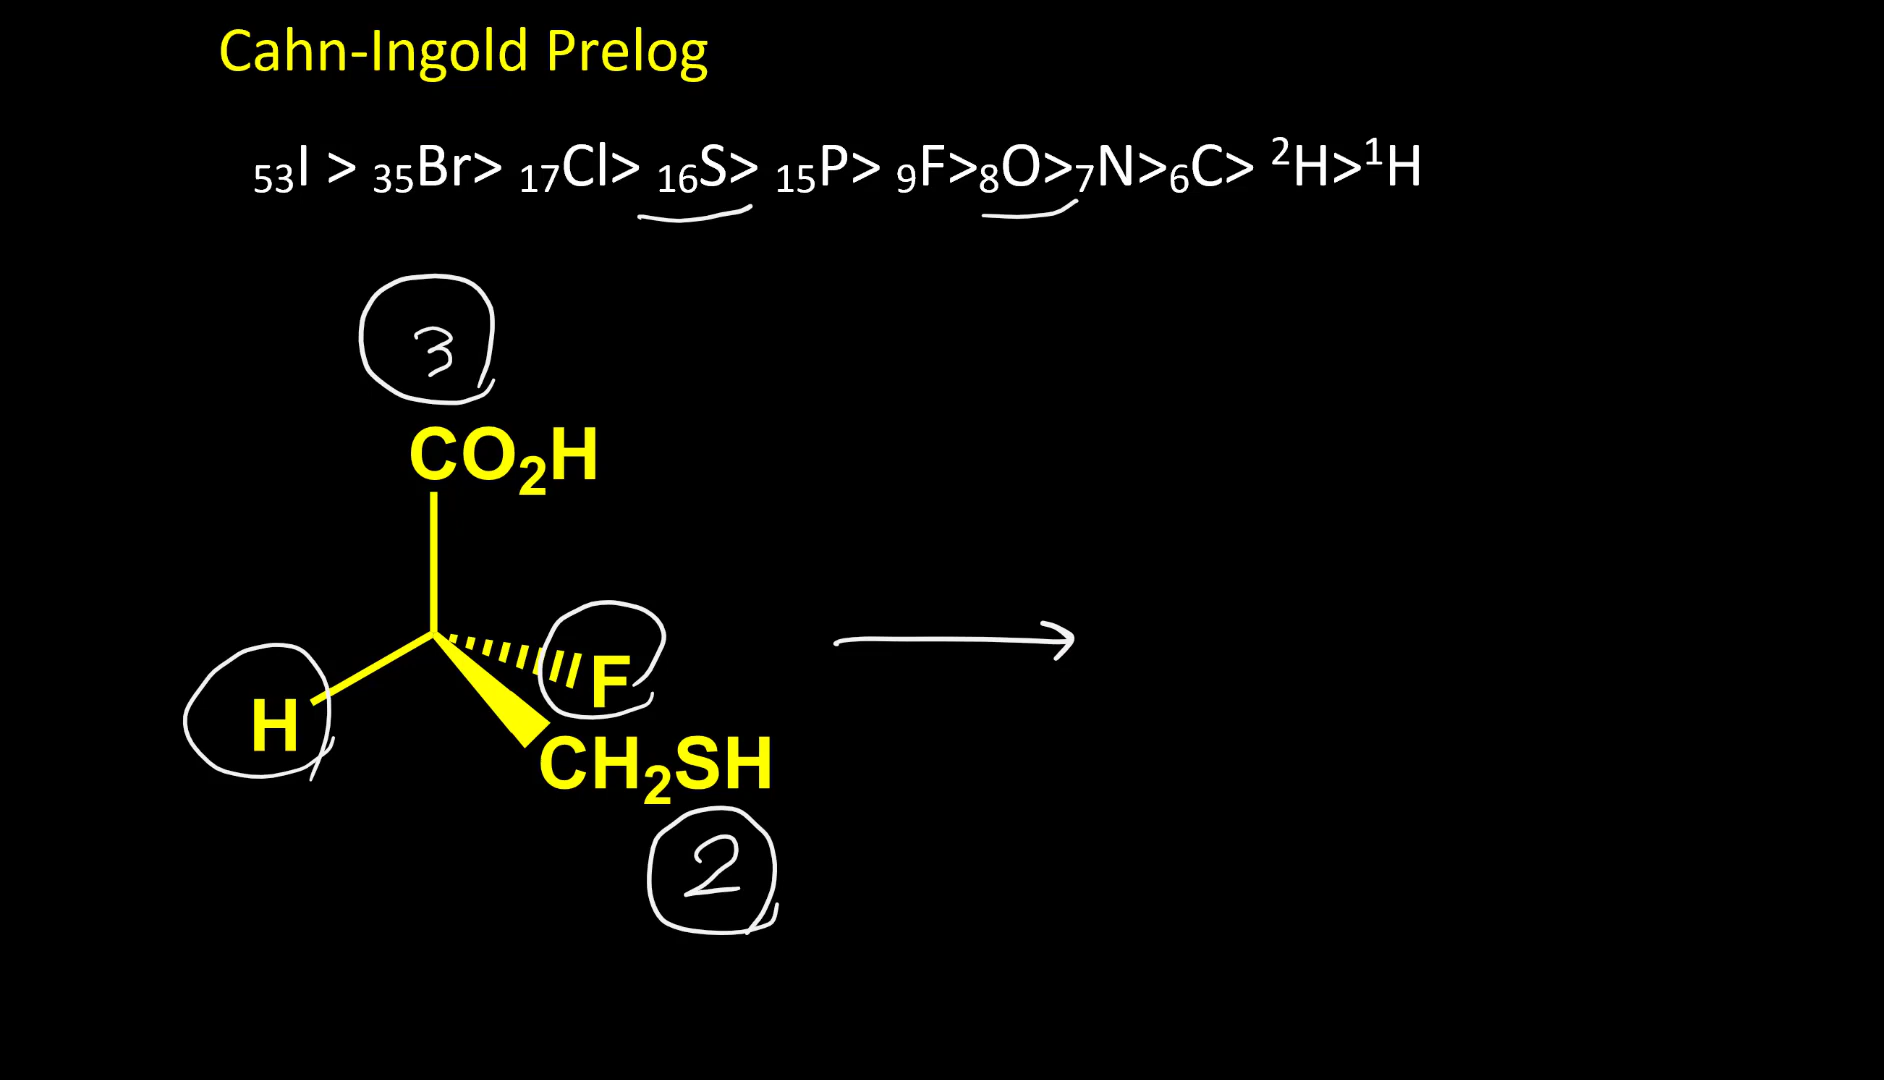 Cahn-Ingold Prelog
₅₃I > ₃₅Br> ₁₇Cl> ₁₆S> ₁₅P> ₉F>₈O>₇N>₆C> ²H>¹H
3
CO₂H
F
H
CH₂SH
2